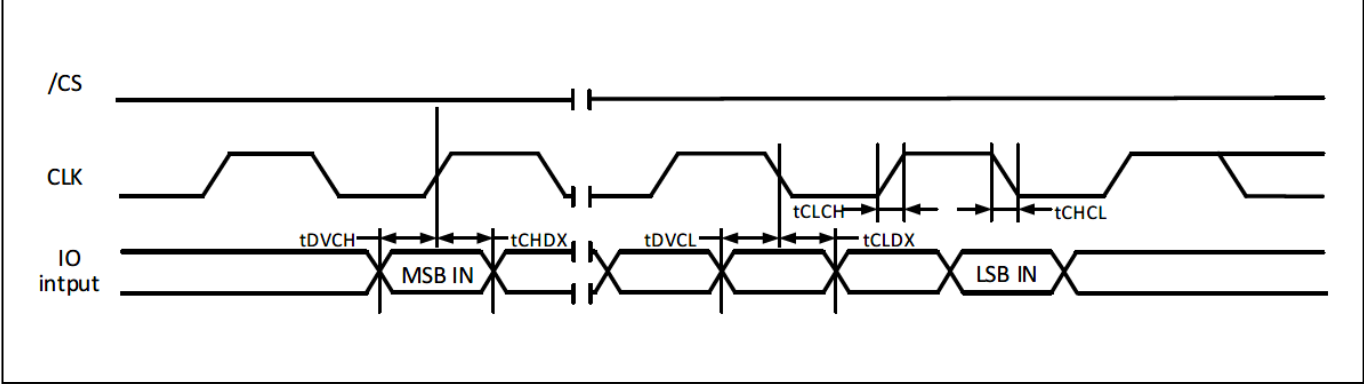 /CS
CLK
tCLCH
tCHCL
tDVCH
tCHDX
tDVCL
tCLDX
IO
intput
MSB IN
LSB IN